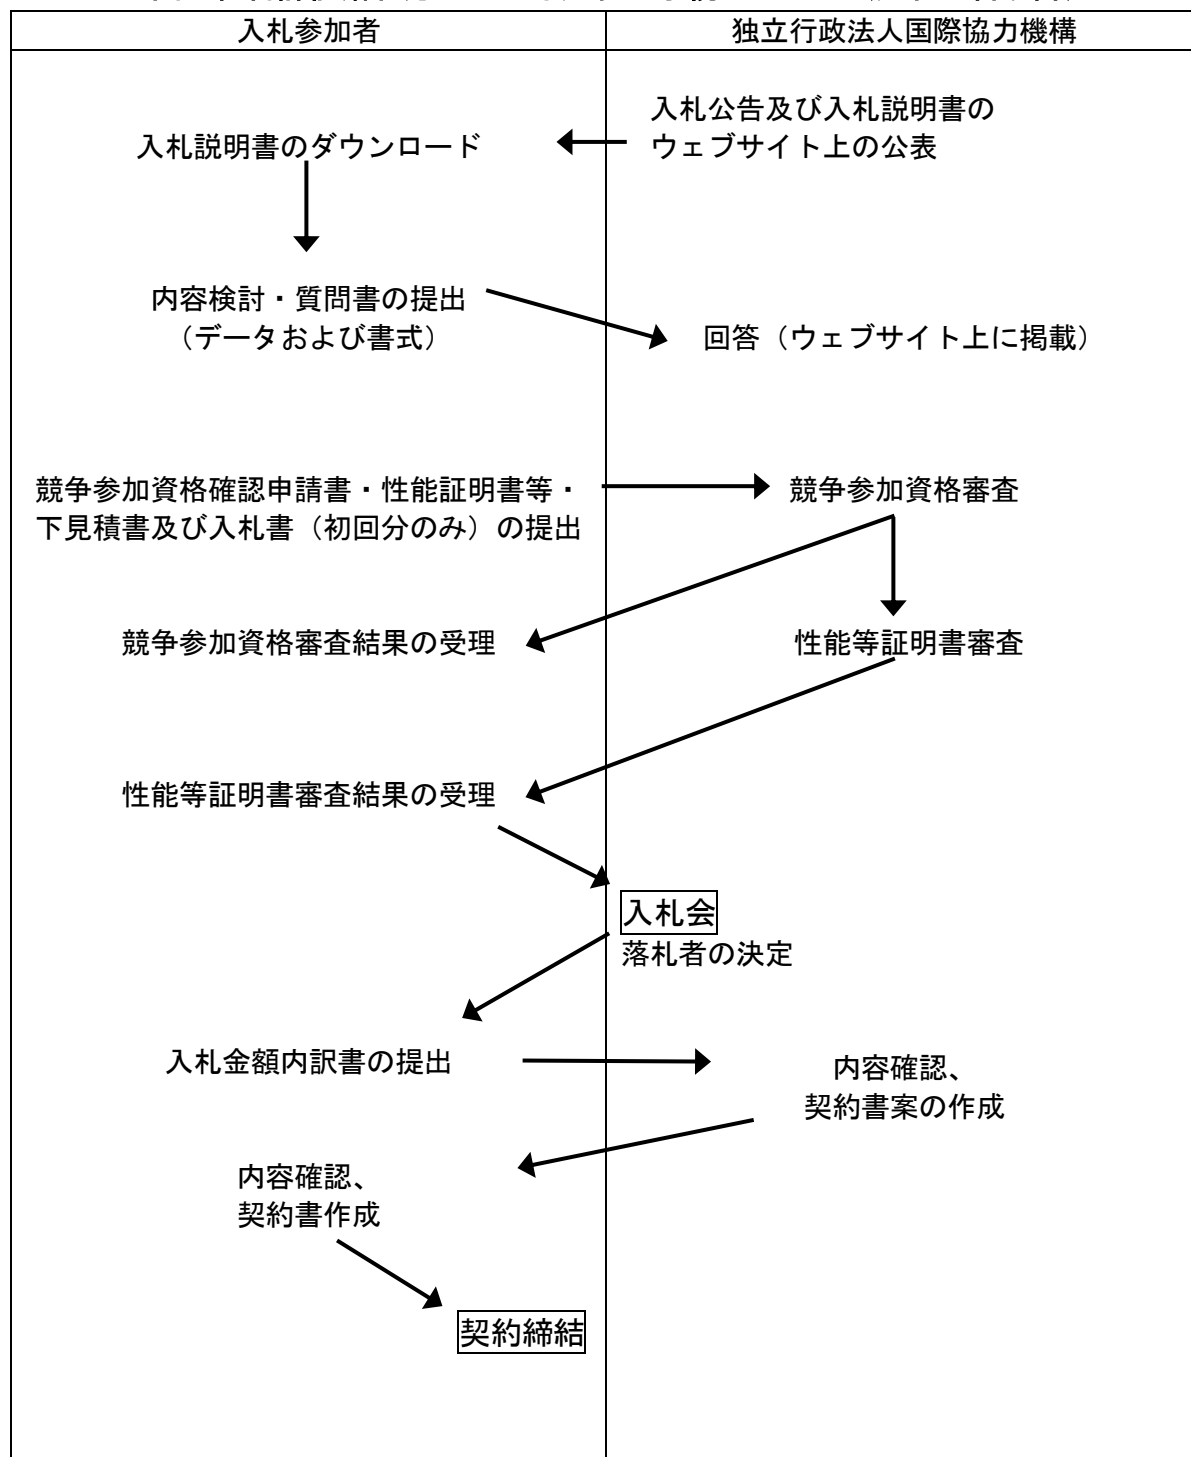 入札参加者
独立行政法人国際協力機構
入札公告及び入札説明書の
ウェブサイト上の公表
入札説明書のダウンロード
内容検討・質問書の提出
（データおよび書式）
回答（ウェブサイト上に掲載）
競争参加資格確認申請書・性能証明書等・
下見積書及び入札書（初回分のみ）の提出
競争参加資格審査
競争参加資格審査結果の受理
性能等証明書審査
性能等証明書審査結果の受理
入札会
落札者の決定
入札金額内訳書の提出
内容確認、
契約書案の作成
内容確認、
契約書作成
契約締結